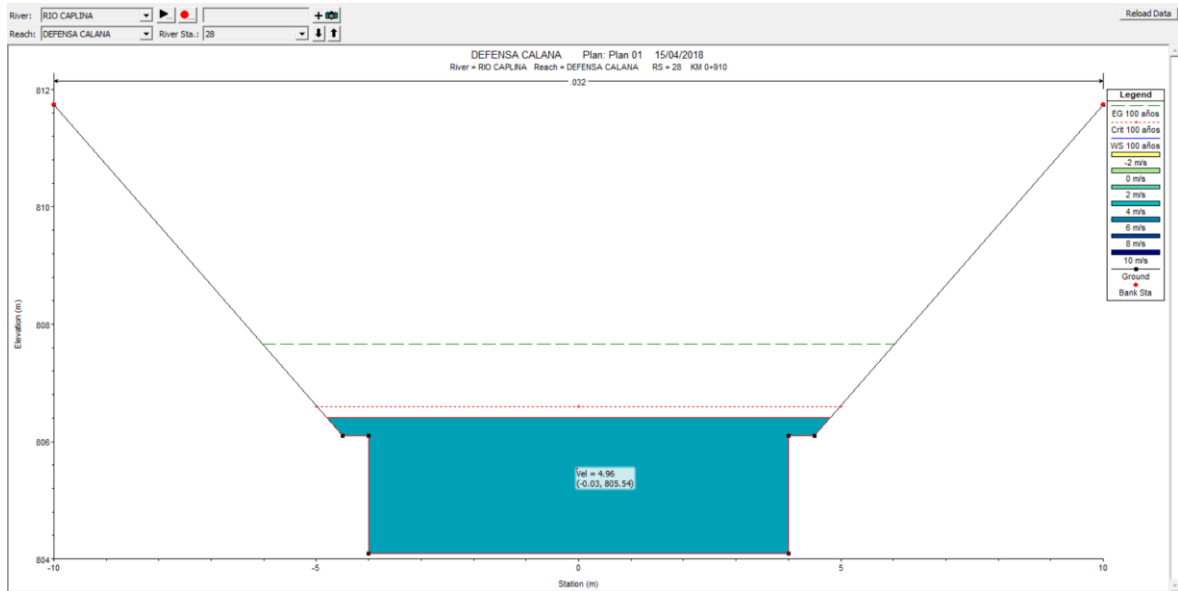 River: RIO CAPLINA
Reload Data
Reach: DEFENSA CALANA River Sta.: 28
DEFENSA CALANA Plan: Plan 01 15/04/2018
River = RIO CAPLINA Reach = DEFENSA CALANA RS = 28 KM 0+910
.032
812
810
808
806
804
Elevation (m)
Legend
EG 100 años
Crit 100 años
WS 100 años
-2 m/s
0 m/s
2 m/s
4 m/s
6 m/s
8 m/s
10 m/s
Ground
Bank Sta
Vel = 4.96
(-0.03, 805.54)
-10 -5 0 5 10
Station (m)